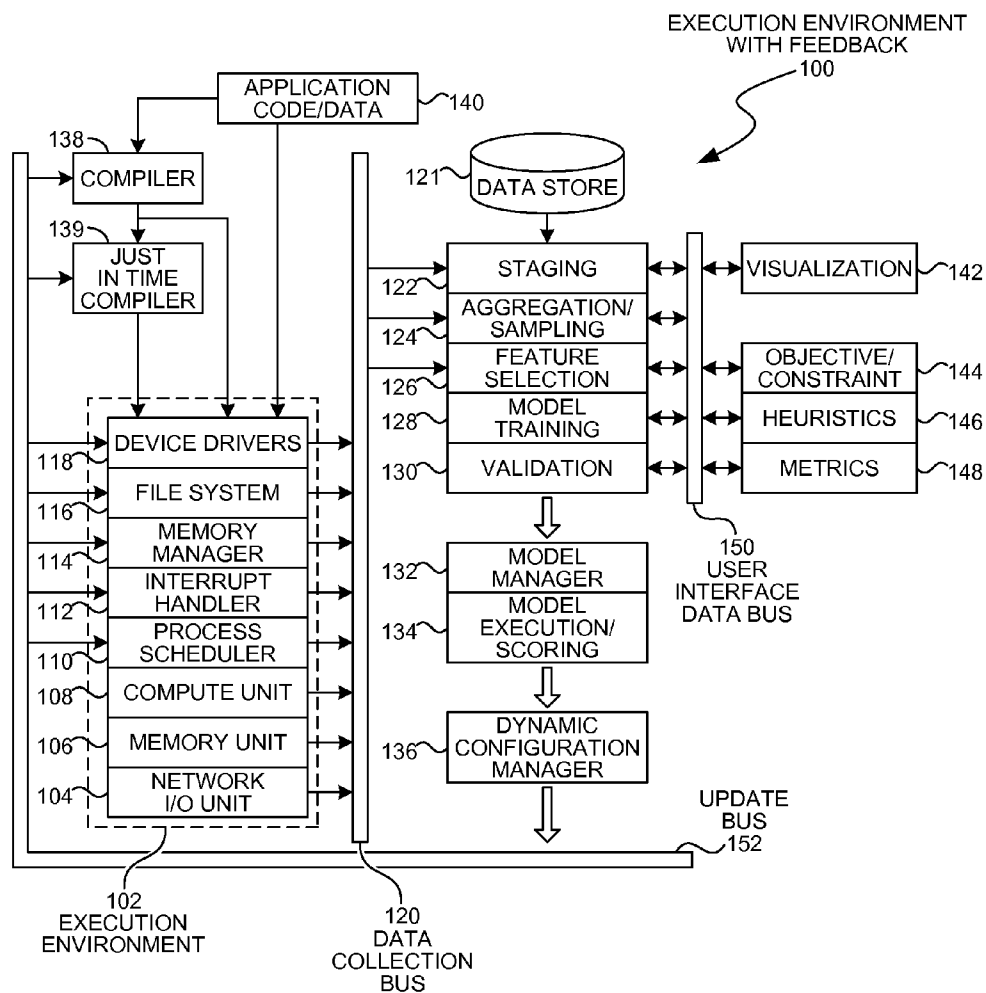 EXECUTION ENVIRONMENT
WITH FEEDBACK
100
APPLICATION
CODE/DATA
140
138
COMPILER
139
JUST
IN TIME
COMPILER
121
DATA STORE
STAGING
122
AGGREGATION/
SAMPLING
124
FEATURE
SELECTION
126
MODEL
TRAINING
128
VALIDATION
130
VISUALIZATION
142
OBJECTIVE/
CONSTRAINT
144
HEURISTICS
146
METRICS
148
150
USER
INTERFACE
DATA BUS
DEVICE DRIVERS
118
FILE SYSTEM
116
MEMORY
MANAGER
114
INTERRUPT
HANDLER
112
PROCESS
SCHEDULER
110
COMPUTE UNIT
108
MEMORY UNIT
106
NETWORK
I/O UNIT
104
MODEL
MANAGER
132
MODEL
EXECUTION/
SCORING
134
DYNAMIC
CONFIGURATION
MANAGER
136
UPDATE
BUS
152
102
EXECUTION
ENVIRONMENT
120
DATA
COLLECTION
BUS